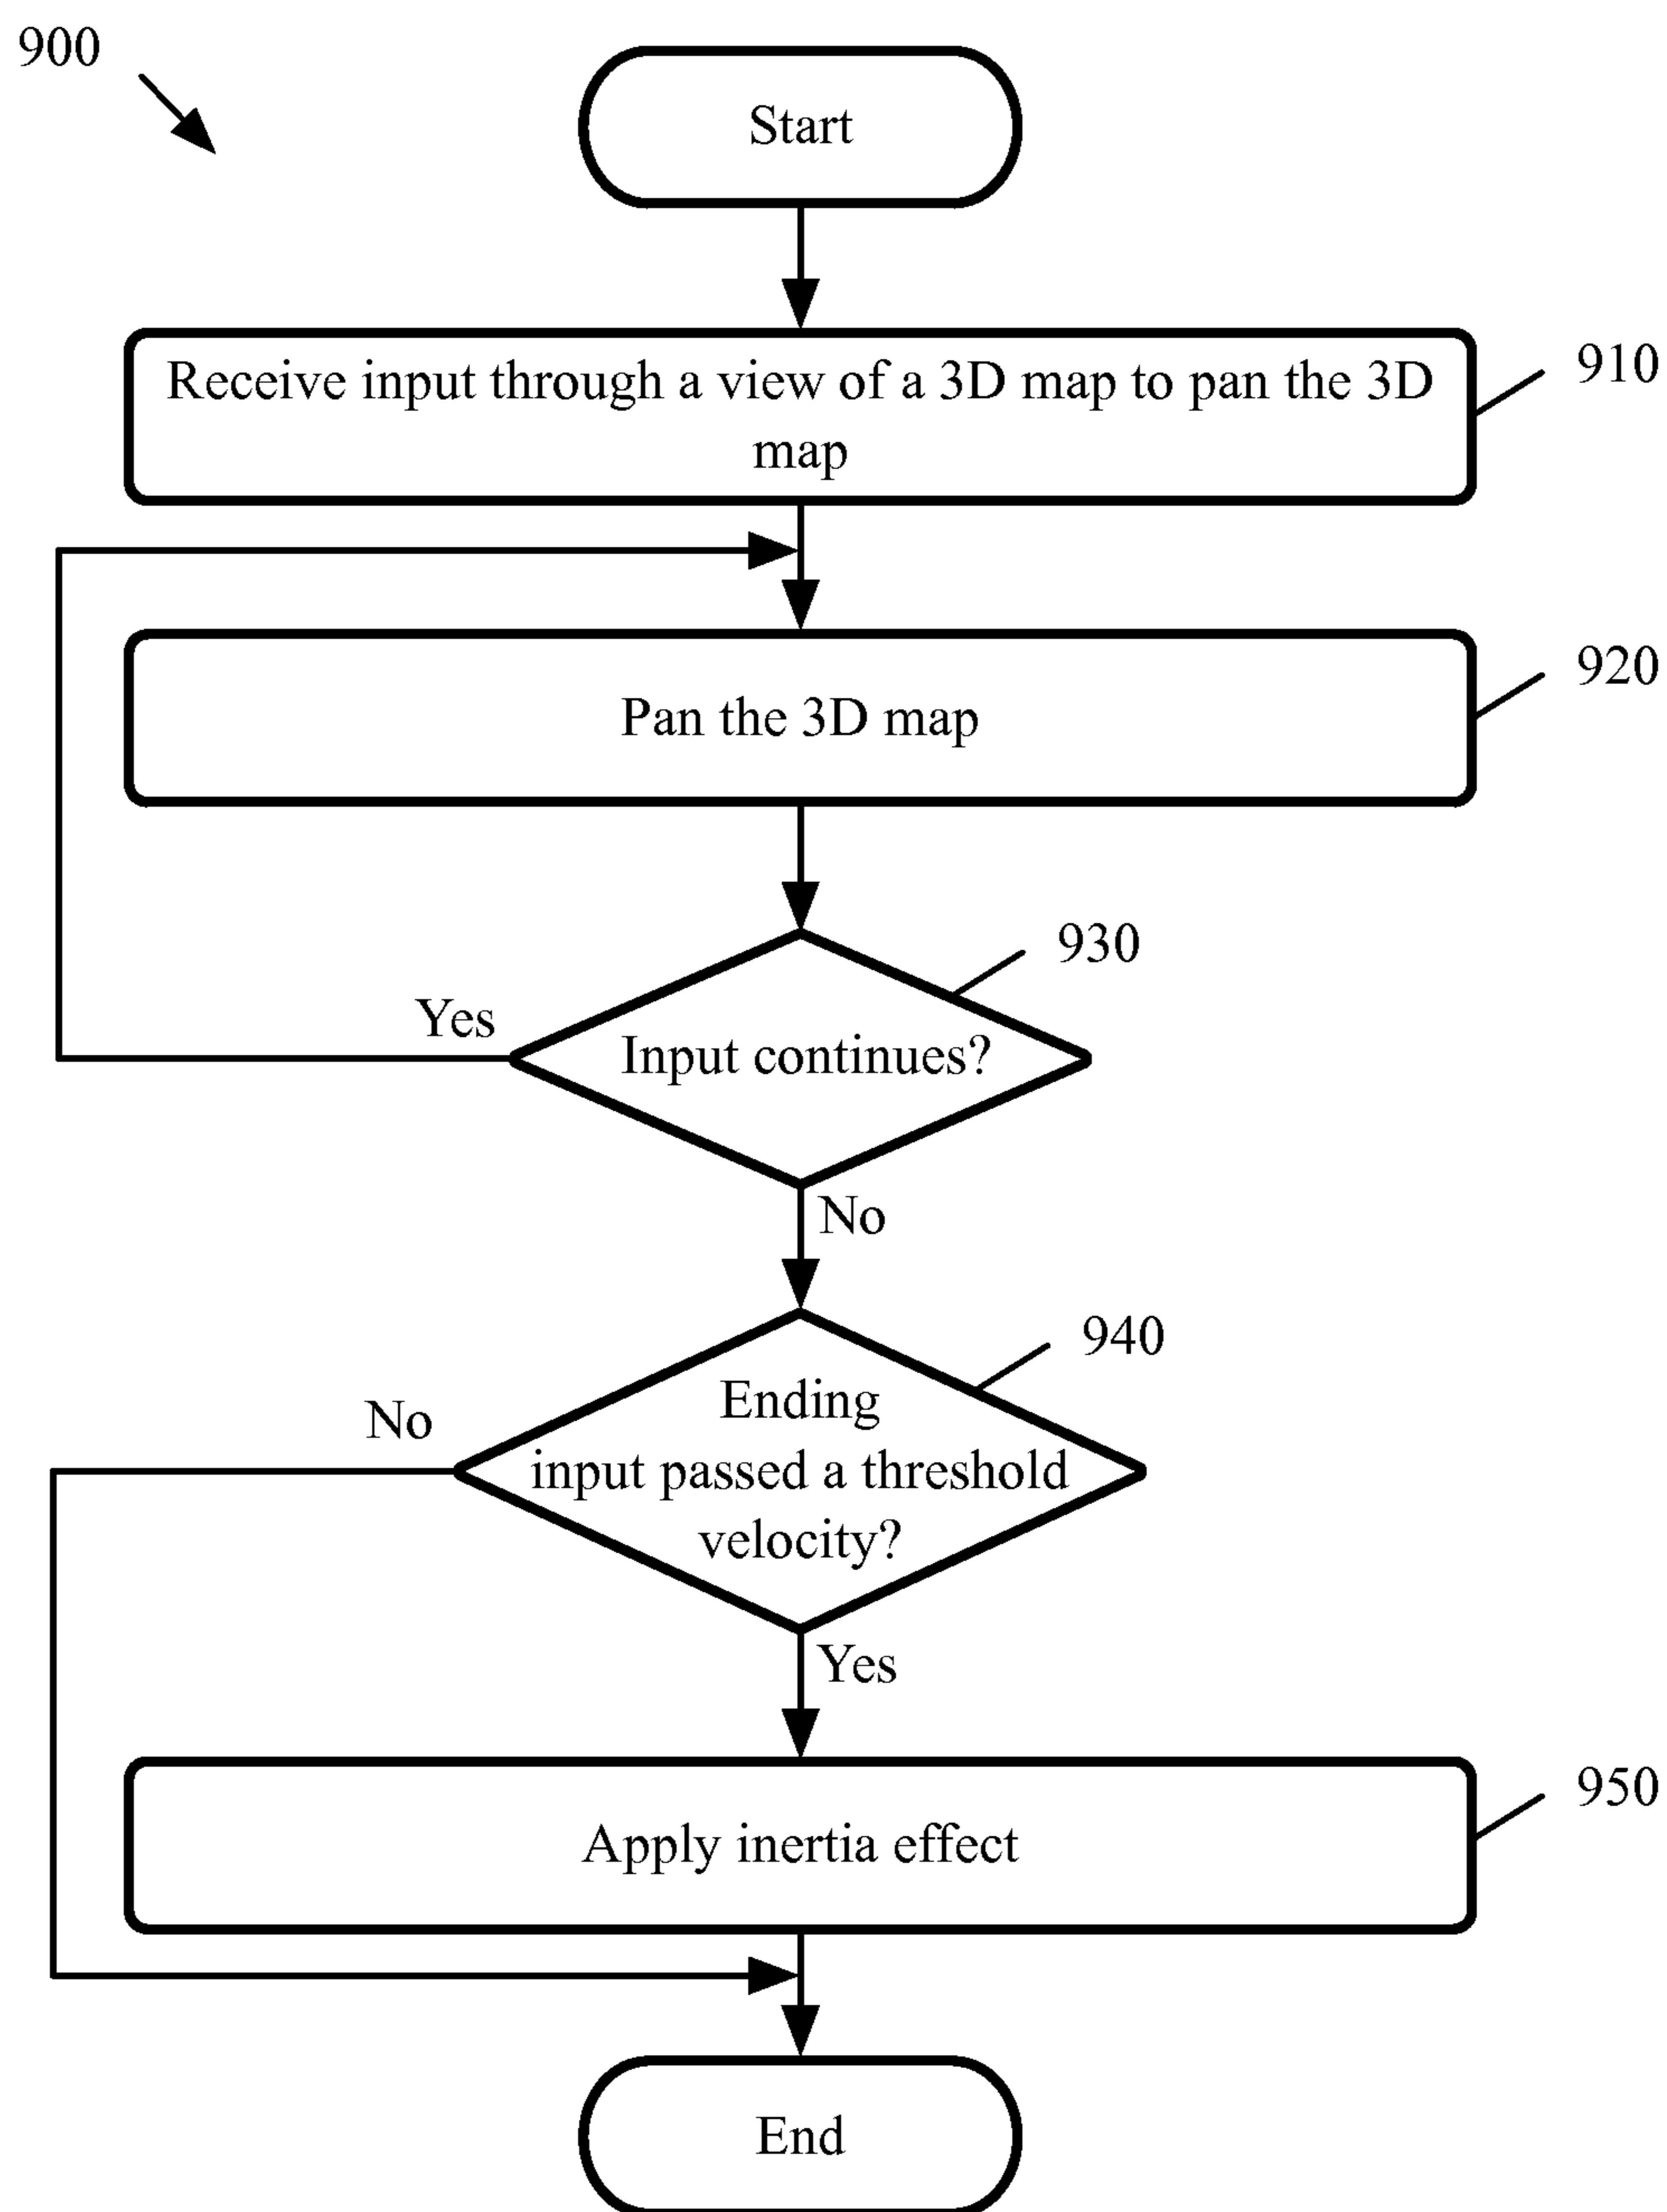 900
Start
Receive input through a view of a 3D map to pan the 3D
map
910
Pan the 3D map
920
930
Yes
Input continues?
No
940
No
Ending
input passed a threshold
velocity?
Yes
Apply inertia effect
950
End